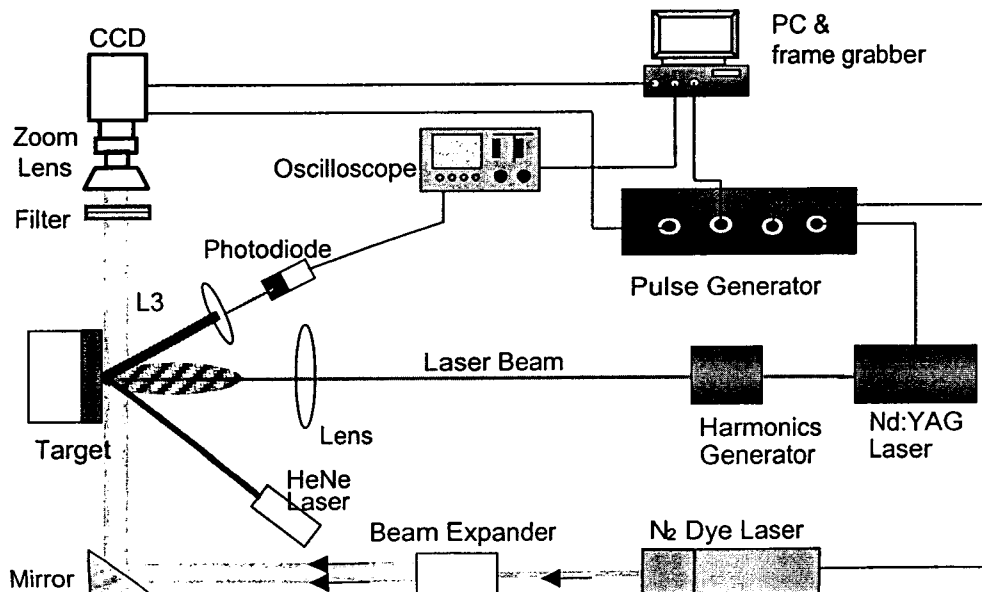 CCD
PC &
frame grabber
Zoom
Lens
Oscilloscope
Filter
Photodiode
Pulse Generator
L3
Laser Beam
Target
Lens
Harmonics
Generator
Nd:YAG
Laser
HeNe
Laser
Beam Expander
N₂ Dye Laser
Mirror